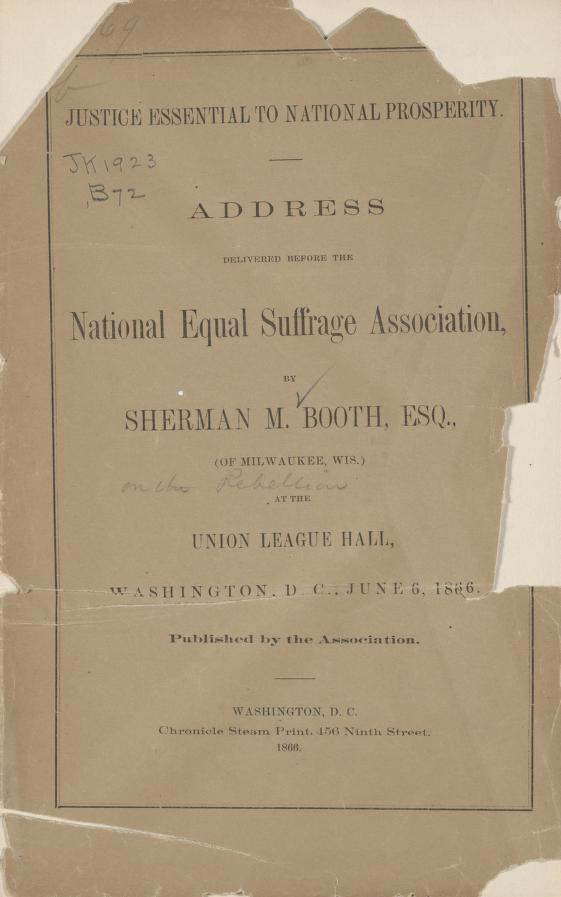 69
JUSTICE ESSENTIAL TO NATIONAL PROSPERITY.
JK1923
.B72
ADDRESS
DELIVERED BEFORE THE
National Equal Suffrage Association,
BY
SHERMAN M. BOOTH, ESQ.,
(OF MILWAUKEE, WIS.)
on the Rebellion
AT THE
UNION LEAGUE HALL,
WASHINGTON, D. C., JUNE 6, 1866.
Published by the Association.
WASHINGTON, D. C.
Chronicle Steam Print. 456 Ninth Street.
1866.